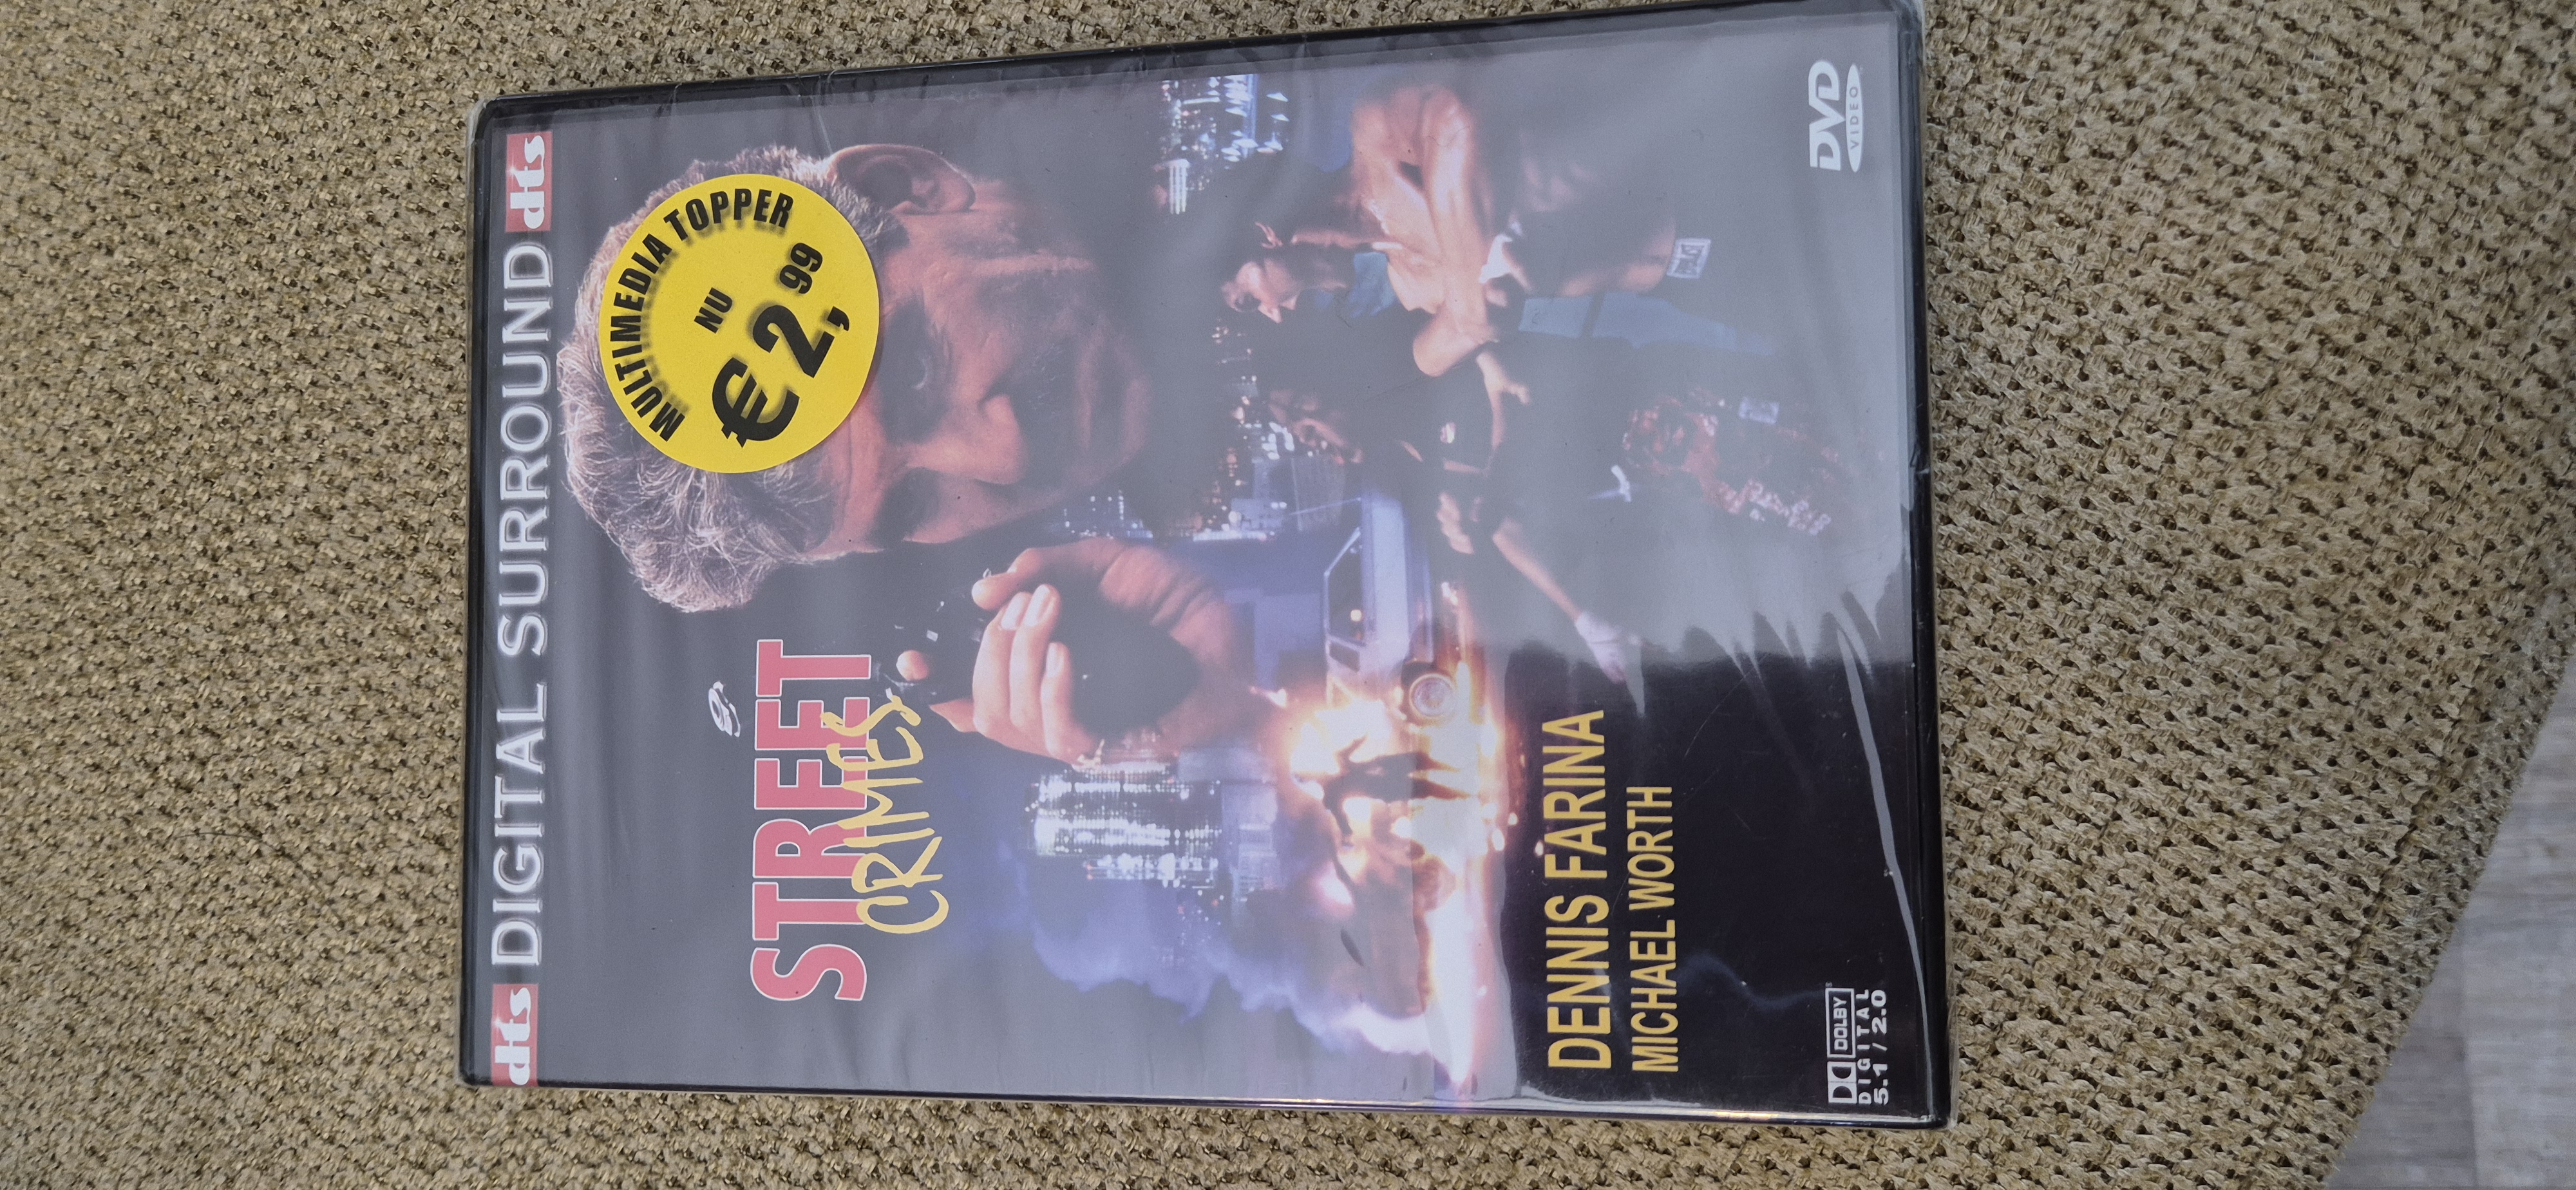 dts DIGITAL SURROUND dts
MULTIMEDIA TOPPER
NU
€ 2,99
STREET
CRIMES
DENNIS FARINA
MICHAEL WORTH
DOLBY
DIGITAL
5.1 / 2.0
DVD
VIDEO